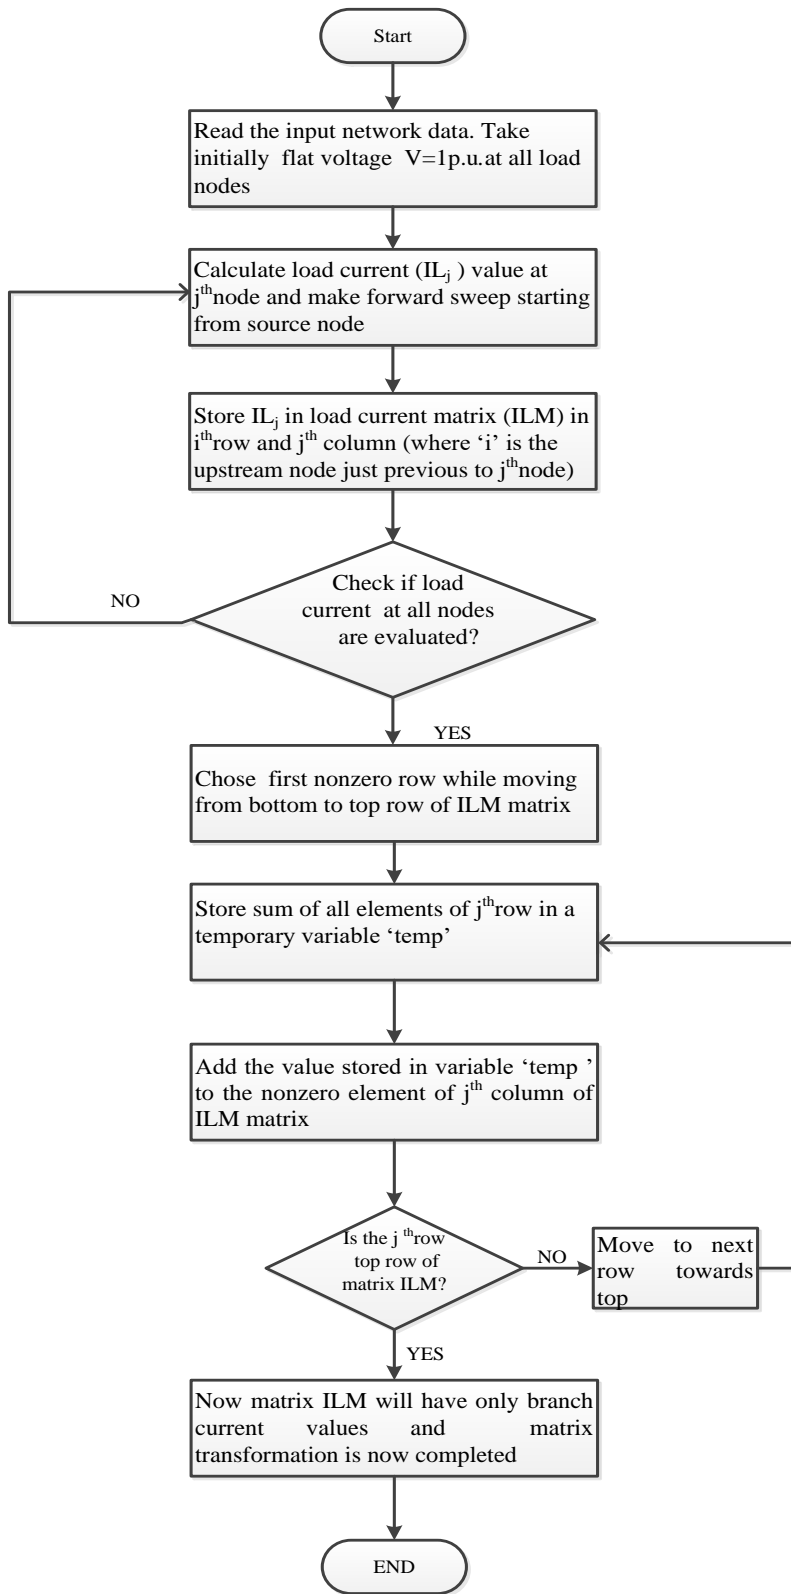 Start
Read the input network data. Take
initially flat voltage V=1p.u.at all load
nodes
Calculate load current (ILj ) value at
jthnode and make forward sweep starting
from source node
Store ILj in load current matrix (ILM) in
ithrow and jth column (where ‘i’ is the
upstream node just previous to jthnode)
Check if load
current at all nodes
are evaluated?
NO
YES
Chose first nonzero row while moving
from bottom to top row of ILM matrix
Store sum of all elements of jthrow in a
temporary variable ‘temp’
Add the value stored in variable ‘temp ’
to the nonzero element of jth column of
ILM matrix
Is the j throw
top row of
matrix ILM?
NO
Move to next
row towards
top
YES
Now matrix ILM will have only branch
current values and matrix
transformation is now completed
END